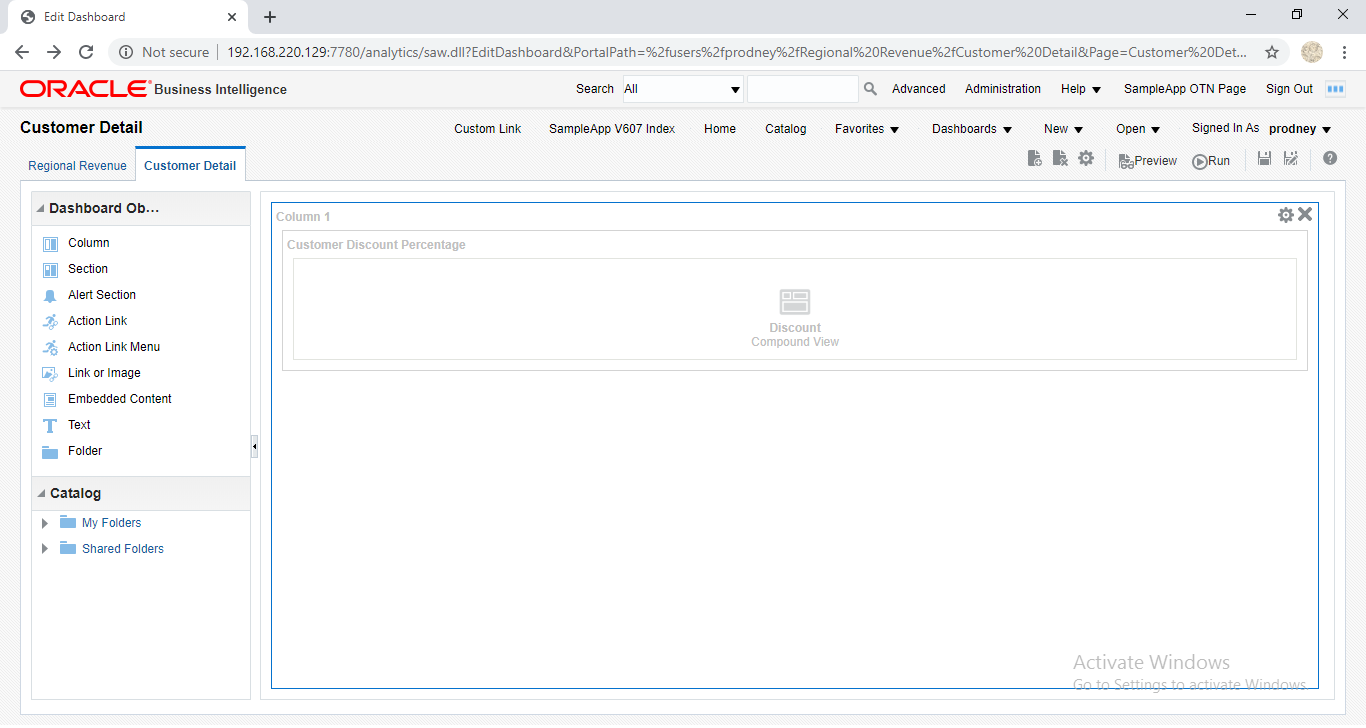 Edit Dashboard
Not secure
192.168.220.129:7780/analytics/saw.dll?EditDashboard&PortalPath=%2fusers%2fprodney%2fRegional%20Revenue%2fCustomer%20Detail&Page=Customer%20Det...
ORACLE Business Intelligence
Search All Advanced Administration Help SampleApp OTN Page Sign Out
Customer Detail
Custom Link SampleApp V607 Index Home Catalog Favorites Dashboards New Open Signed In As prodney
Regional Revenue Customer Detail
Preview Run
Dashboard Ob...
Column
Section
Alert Section
Action Link
Action Link Menu
Link or Image
Embedded Content
Text
Folder
Catalog
My Folders
Shared Folders
Column 1
Customer Discount Percentage
Discount
Compound View
Activate Windows
Go to Settings to activate Windows.